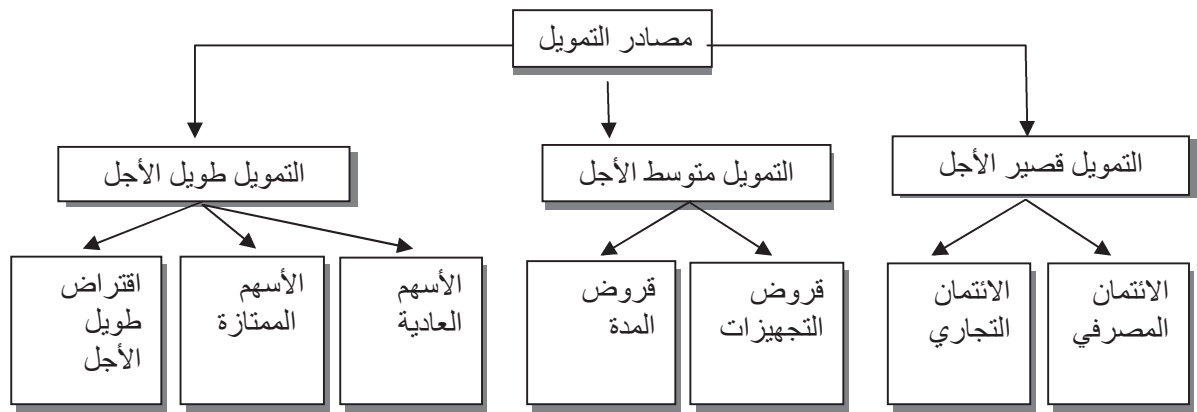 مصادر التمويل
التمويل قصير الأجل
التمويل متوسط الأجل
التمويل طويل الأجل
الائتمان
المصرفي
الائتمان
التجاري
قروض
التجهيزات
قروض
المدة
الأسهم
العادية
الأسهم
الممتازة
اقتراض
طويل
الأجل